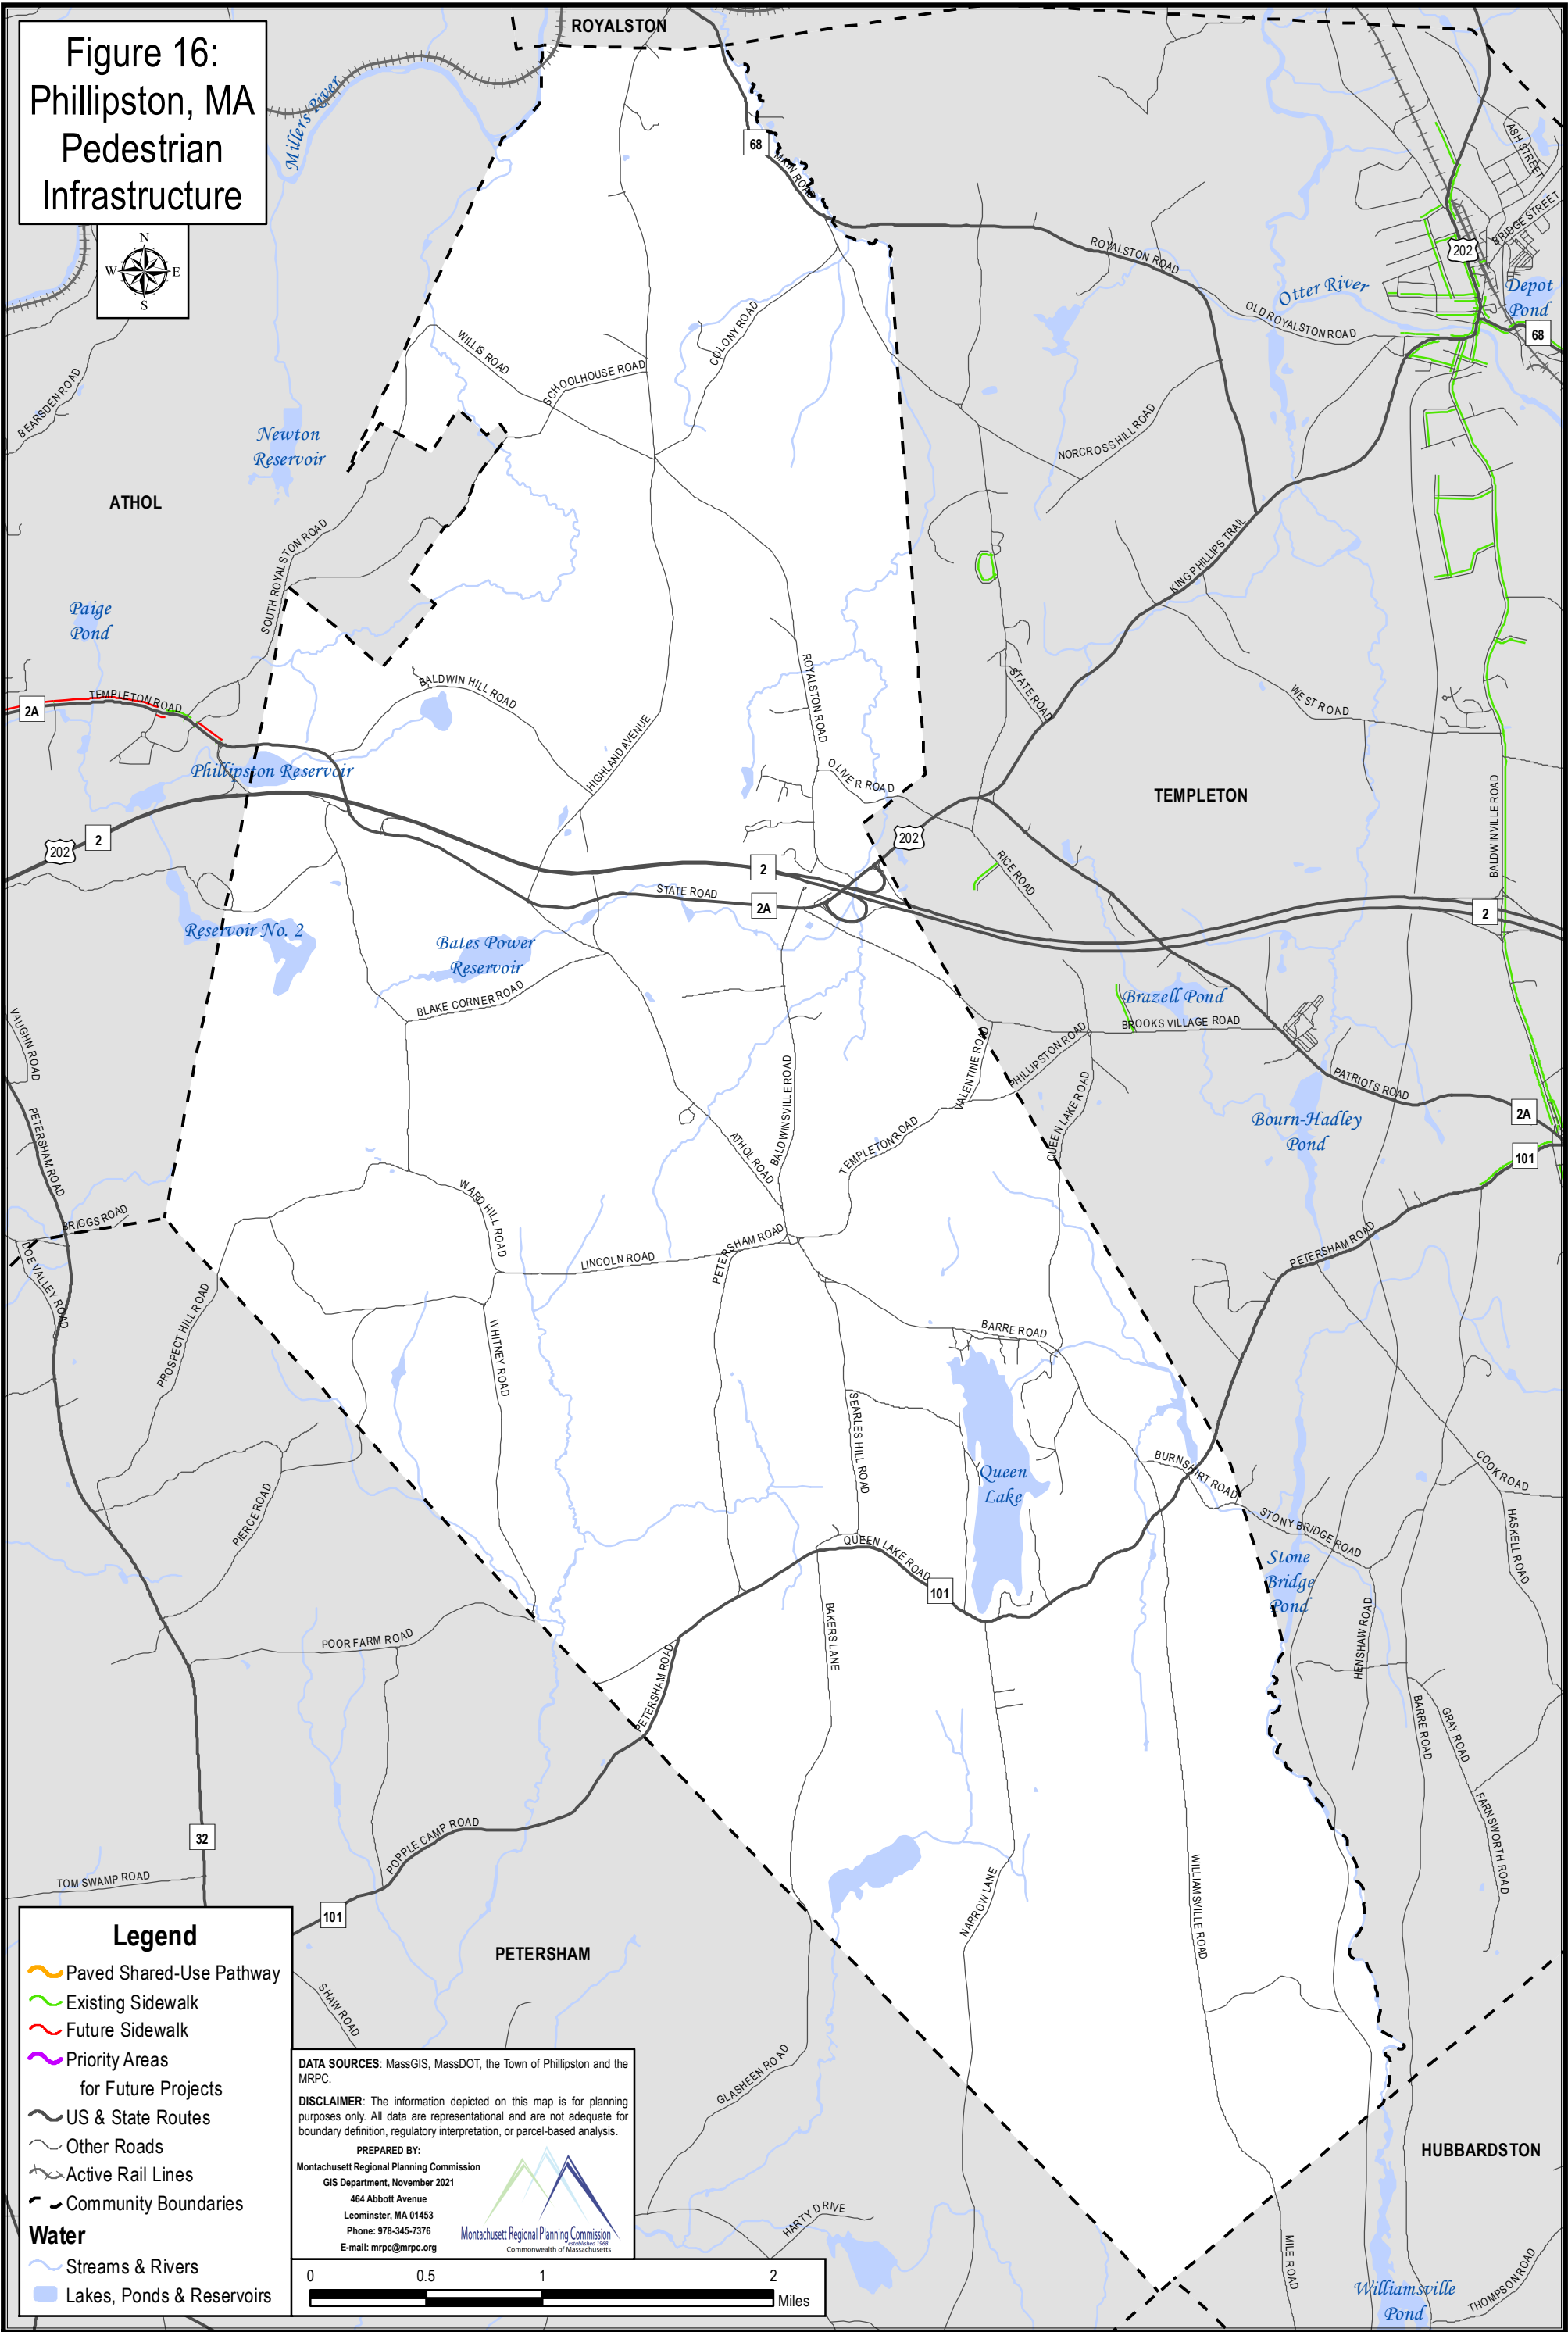 Figure 16:
Phillipston, MA
Pedestrian
Infrastructure
N
W
E
S
ROYALSTON
Millers River
68
MAIN ROAD
ROYALSTON ROAD
ASH STREET
BRIDGE STREET
202
Otter River
Depot
Pond
OLD ROYALSTON ROAD
68
BEARSDEN ROAD
WILLIS ROAD
SCHOOLHOUSE ROAD
COLONY ROAD
NORCROSS HILL ROAD
Newton
Reservoir
ATHOL
SOUTH ROYALSTON ROAD
KING PHILLIPS TRAIL
Paige
Pond
TEMPLETON ROAD
2A
BALDWIN HILL ROAD
ROYALSTON ROAD
STATE ROAD
WEST ROAD
HIGHLAND AVENUE
Phillipston Reservoir
OLIVER ROAD
TEMPLETON
BALDWINVILLE ROAD
202
2
202
2
RICE ROAD
STATE ROAD
2A
2
Reservoir No. 2
Bates Power
Reservoir
BLAKE CORNER ROAD
Brazell Pond
BROOKS VILLAGE ROAD
VAUGHN ROAD
VALENTINE ROAD
PHILLIPSTON ROAD
PATRIOTS ROAD
QUEEN LAKE ROAD
PETERSHAM ROAD
2A
Bourn-Hadley
Pond
BALDWINSVILLE ROAD
ATHOL ROAD
TEMPLETON ROAD
101
WARD HILL ROAD
BRIGGS ROAD
DOE VALLEY ROAD
LINCOLN ROAD
PETERSHAM ROAD
PETERSHAM ROAD
PROSPECT HILL ROAD
WHITNEY ROAD
BARRE ROAD
SEARLES HILL ROAD
Queen
Lake
BURNSHIRT ROAD
COOK ROAD
PIERCE ROAD
STONY BRIDGE ROAD
HASKELL ROAD
QUEEN LAKE ROAD
101
Stone
Bridge
Pond
BAKERS LANE
HENSHAW ROAD
POOR FARM ROAD
PETERSHAM ROAD
BARRE ROAD
GRAY ROAD
FARNSWORTH ROAD
32
POPPLE CAMP ROAD
TOM SWAMP ROAD
NARROW LANE
WILLIAMSVILLE ROAD
101
PETERSHAM
SHAW ROAD
GLASHEEN ROAD
HUBBARDSTON
HARTY DRIVE
MILE ROAD
Williamsville
Pond
THOMPSON ROAD
Legend
Paved Shared-Use Pathway
Existing Sidewalk
Future Sidewalk
Priority Areas
for Future Projects
US & State Routes
Other Roads
Active Rail Lines
Community Boundaries
Water
Streams & Rivers
Lakes, Ponds & Reservoirs
DATA SOURCES: MassGIS, MassDOT, the Town of Phillipston and the
MRPC.
DISCLAIMER: The information depicted on this map is for planning
purposes only. All data are representational and are not adequate for
boundary definition, regulatory interpretation, or parcel-based analysis.
PREPARED BY:
Montachusett Regional Planning Commission
GIS Department, November 2021
464 Abbott Avenue
Leominster, MA 01453
Phone: 978-345-7376
E-mail: mrpc@mrpc.org
Montachusett Regional Planning Commission
established 1968
Commonwealth of Massachusetts
0 0.5 1 2
Miles